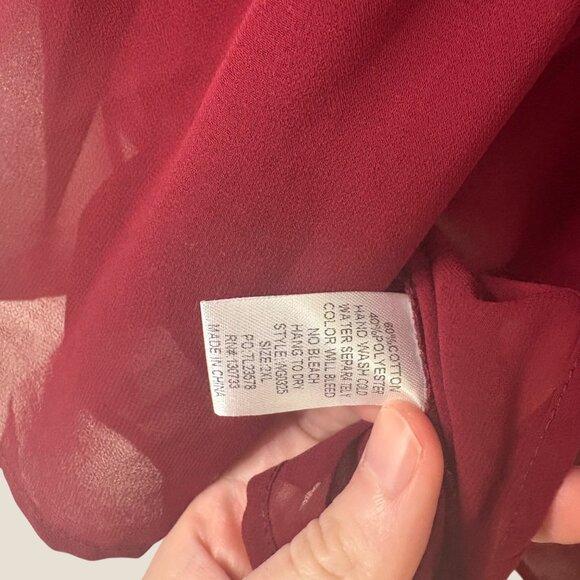 60%COTTON
40%POLYESTER
HAND WASH COLD
WATER SEPARATELY
COLOR WILL BLEED
NO BLEACH
HANG TO DRY
STYLE:WG0325
SIZE:2XL
PO-TL23578
RN#:130733
MADE IN CHINA